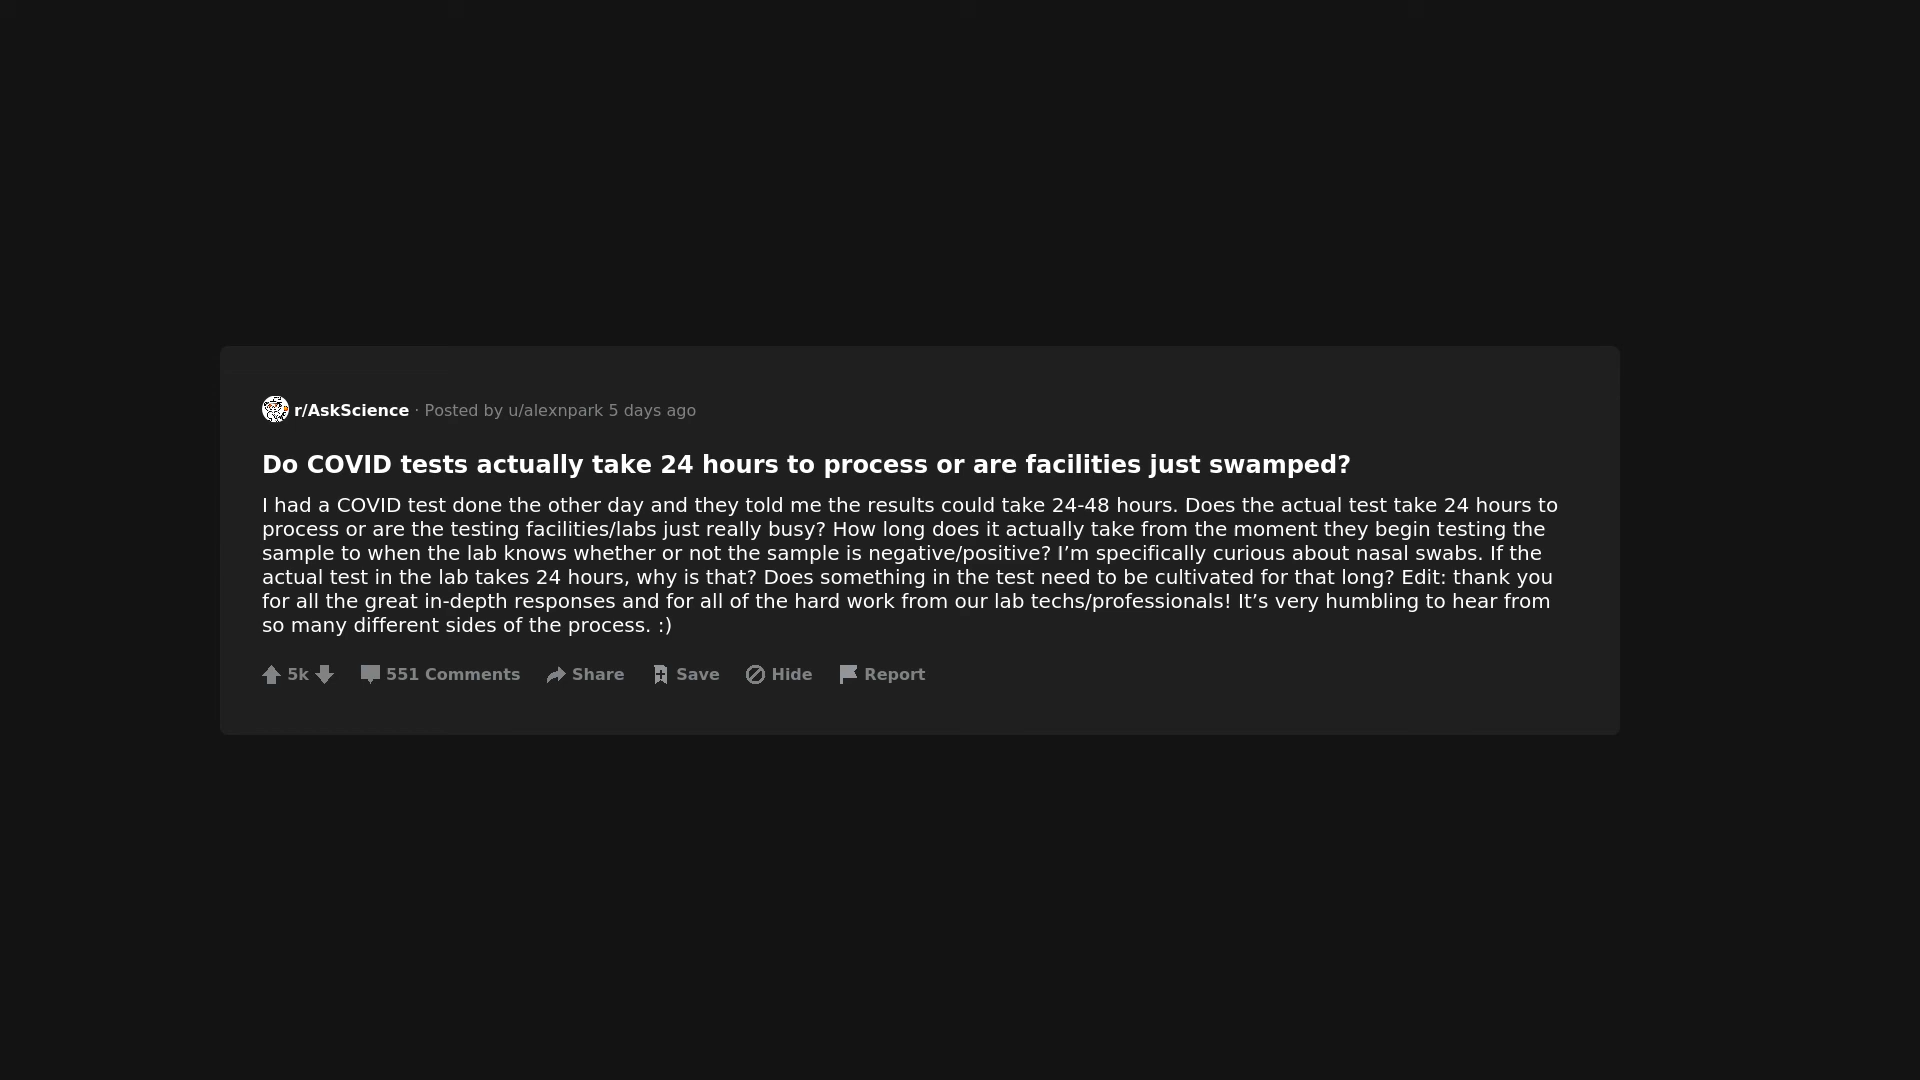 r/AskScience · Posted by u/alexnpark 5 days ago
Do COVID tests actually take 24 hours to process or are facilities just swamped?
I had a COVID test done the other day and they told me the results could take 24-48 hours. Does the actual test take 24 hours to
process or are the testing facilities/labs just really busy? How long does it actually take from the moment they begin testing the
sample to when the lab knows whether or not the sample is negative/positive? I’m specifically curious about nasal swabs. If the
actual test in the lab takes 24 hours, why is that? Does something in the test need to be cultivated for that long? Edit: thank you
for all the great in-depth responses and for all of the hard work from our lab techs/professionals! It’s very humbling to hear from
so many different sides of the process. :)
5k 551 Comments Share Save Hide Report